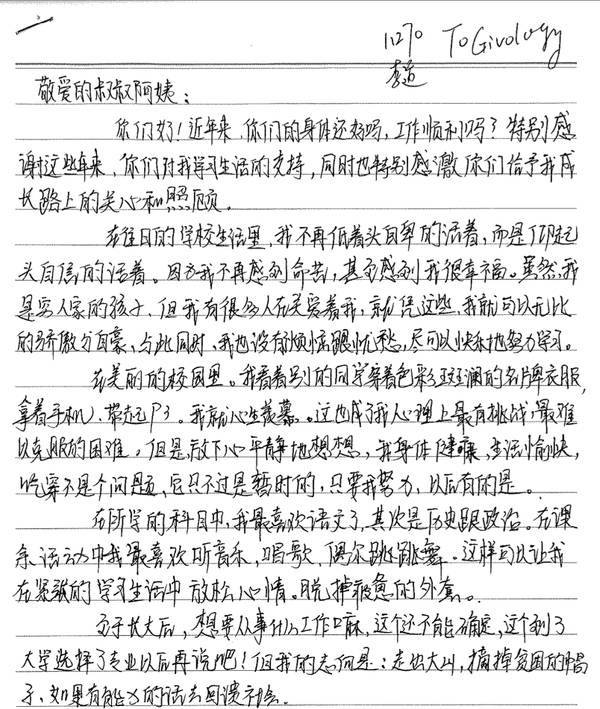 11270 To Givology
敬爱的叔叔阿姨：
你们好！近年来，你们的身体还好吗，工作顺利吗？特别感
谢这些年来，你们对我学习生活的支持，同时也特别感激你们给予我成
长路上的关心和照顾。
在往日的学校生活里，我不再低着头自卑的活着，而是仰起
头自信的活着。因为我不再感到命苦，甚至感到我很幸福。虽然我
是穷人家的孩子，但我有很多人在关爱着我，就凭这些，我就可以无比
的骄傲与自豪，与此同时，我也没有烦恼跟忧愁，尽可以快乐地努力学习。
在美丽的校园里。我看着别的同学穿着色彩斑斓的名牌衣服，
拿着手机、带起P3。我就心生羡慕。这也成了我心理上最有挑战、最难
以克服的困难。但是放下心平静地想想，我身体健康，生活愉快，
吃穿不是个问题，它只不过是暂时的，只要我努力，以后有的是。
在所学的科目中，我最喜欢语文了，其次是历史跟政治。在课
余活动中我最喜欢听音乐，唱歌，偶尔跳跳舞。这样可以让我
在紧张的学习生活中放松心情。脱掉疲惫的外套。
至于长大后，想要从事什么工作嘛，这个还不能确定，这个到了
大学选择了专业以后再说吧！但我的志向是：走出大山，摘掉贫困的帽
子，如果有能力的话去回馈社会。